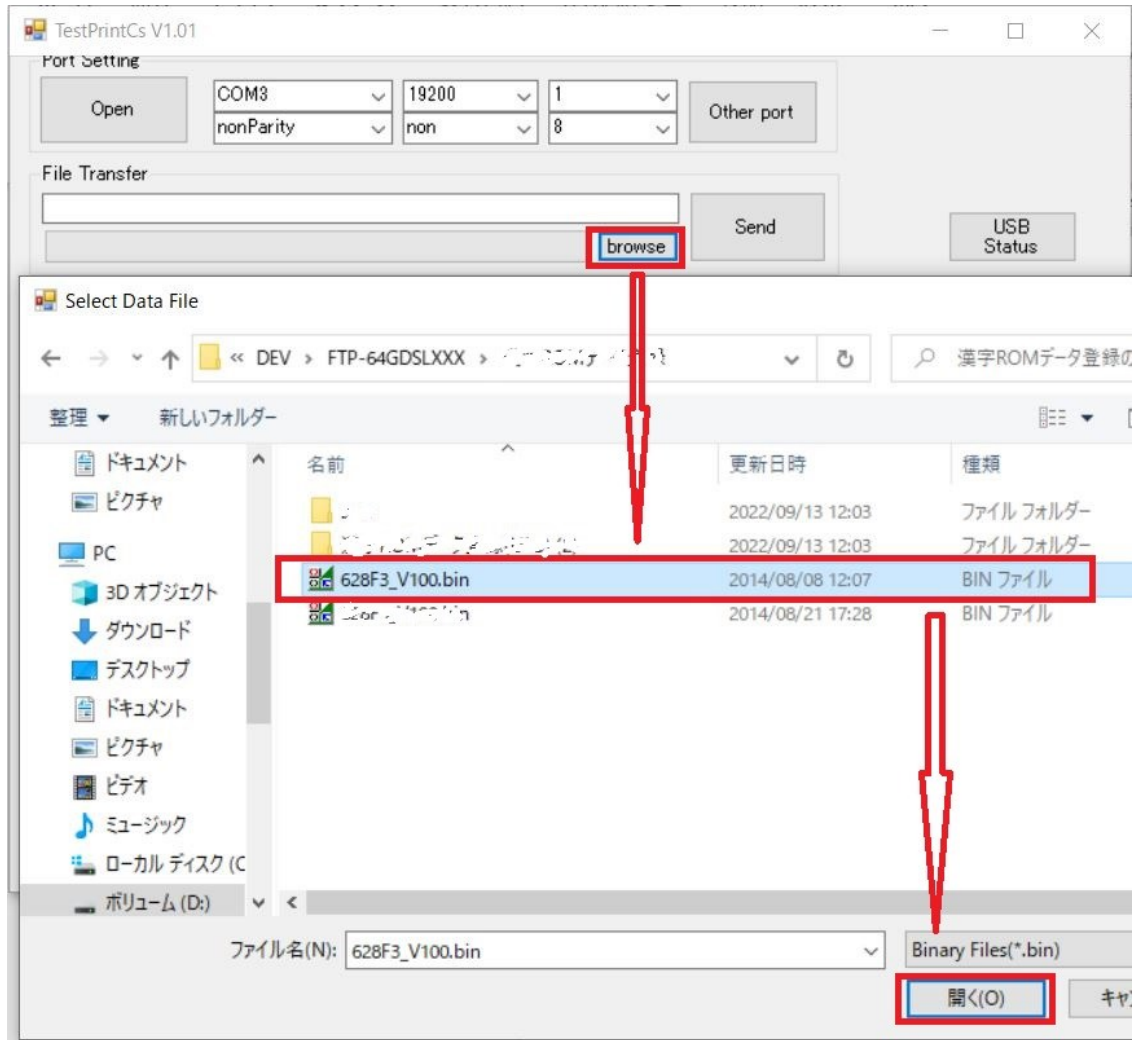 TestPrintCs V1.01
Port Setting
Open
COM3
19200
1
Other port
nonParity
non
8
File Transfer
Send
USB
Status
browse
Select Data File
« DEV › FTP-64GDSLXXX ›
漢字ROMデータ登録の
整理
新しいフォルダー
ドキュメント
名前
更新日時
種類
ピクチャ
2022/09/13 12:03
ファイル フォルダー
2022/09/13 12:03
ファイル フォルダー
PC
628F3_V100.bin
2014/08/08 12:07
BIN ファイル
3D オブジェクト
2014/08/21 17:28
BIN ファイル
ダウンロード
デスクトップ
ドキュメント
ピクチャ
ビデオ
ミュージック
ローカル ディスク (C
ボリューム (D:)
ファイル名(N):
628F3_V100.bin
Binary Files(*.bin)
開く(O)
キャ